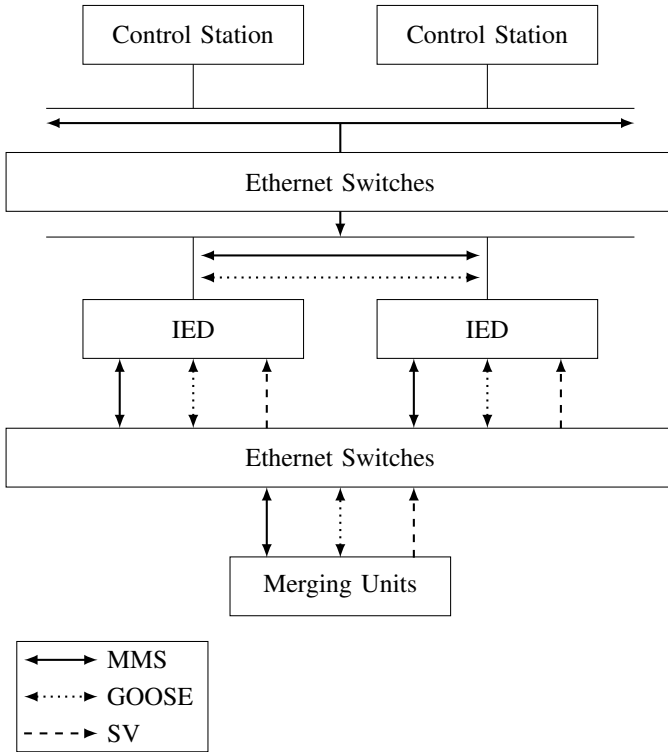 Control Station
Control Station
Ethernet Switches
IED
IED
Ethernet Switches
Merging Units
MMS
GOOSE
SV